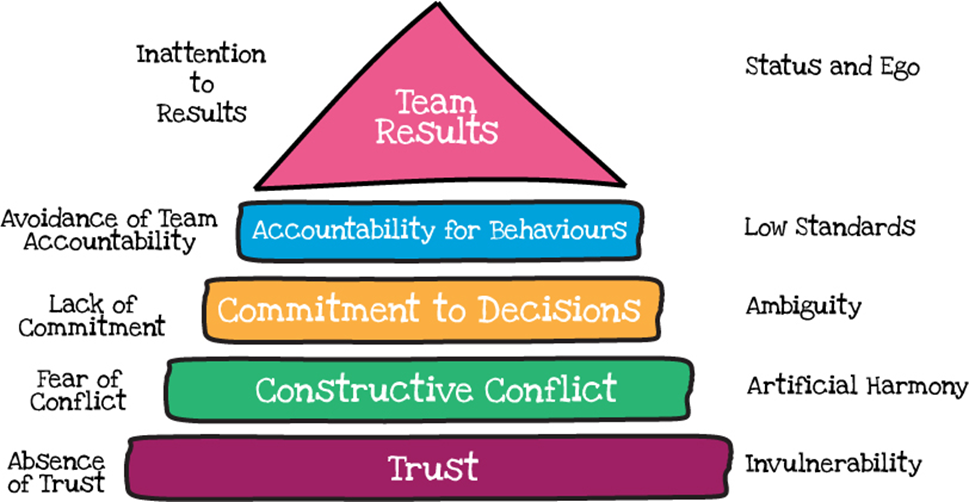 Inattention
to
Results
Team
Results
Status and Ego
Avoidance of Team
Accountability
Accountability for Behaviours
Low Standards
Lack of
Commitment
Commitment to Decisions
Ambiguity
Fear of
Conflict
Constructive Conflict
Artificial Harmony
Absence
of Trust
Trust
Invulnerability